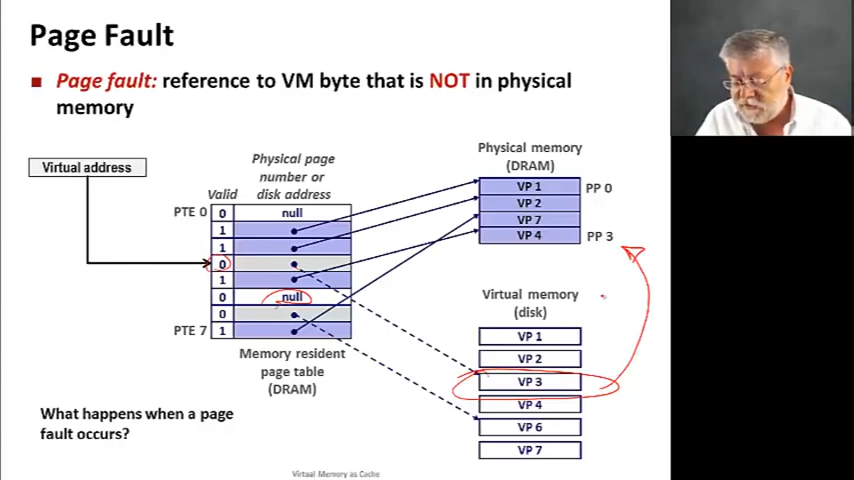 Page Fault
Page fault: reference to VM byte that is NOT in physical
memory
Virtual address
Physical page
number or
disk address
Valid
PTE 0
0
null
1
1
0
1
0
null
0
PTE 7
1
Memory resident
page table
(DRAM)
Physical memory
(DRAM)
VP 1
PP 0
VP 2
VP 7
VP 4
PP 3
Virtual memory
(disk)
VP 1
VP 2
VP 3
VP 4
VP 6
VP 7
What happens when a page
fault occurs?
Virtual Memory as Cache